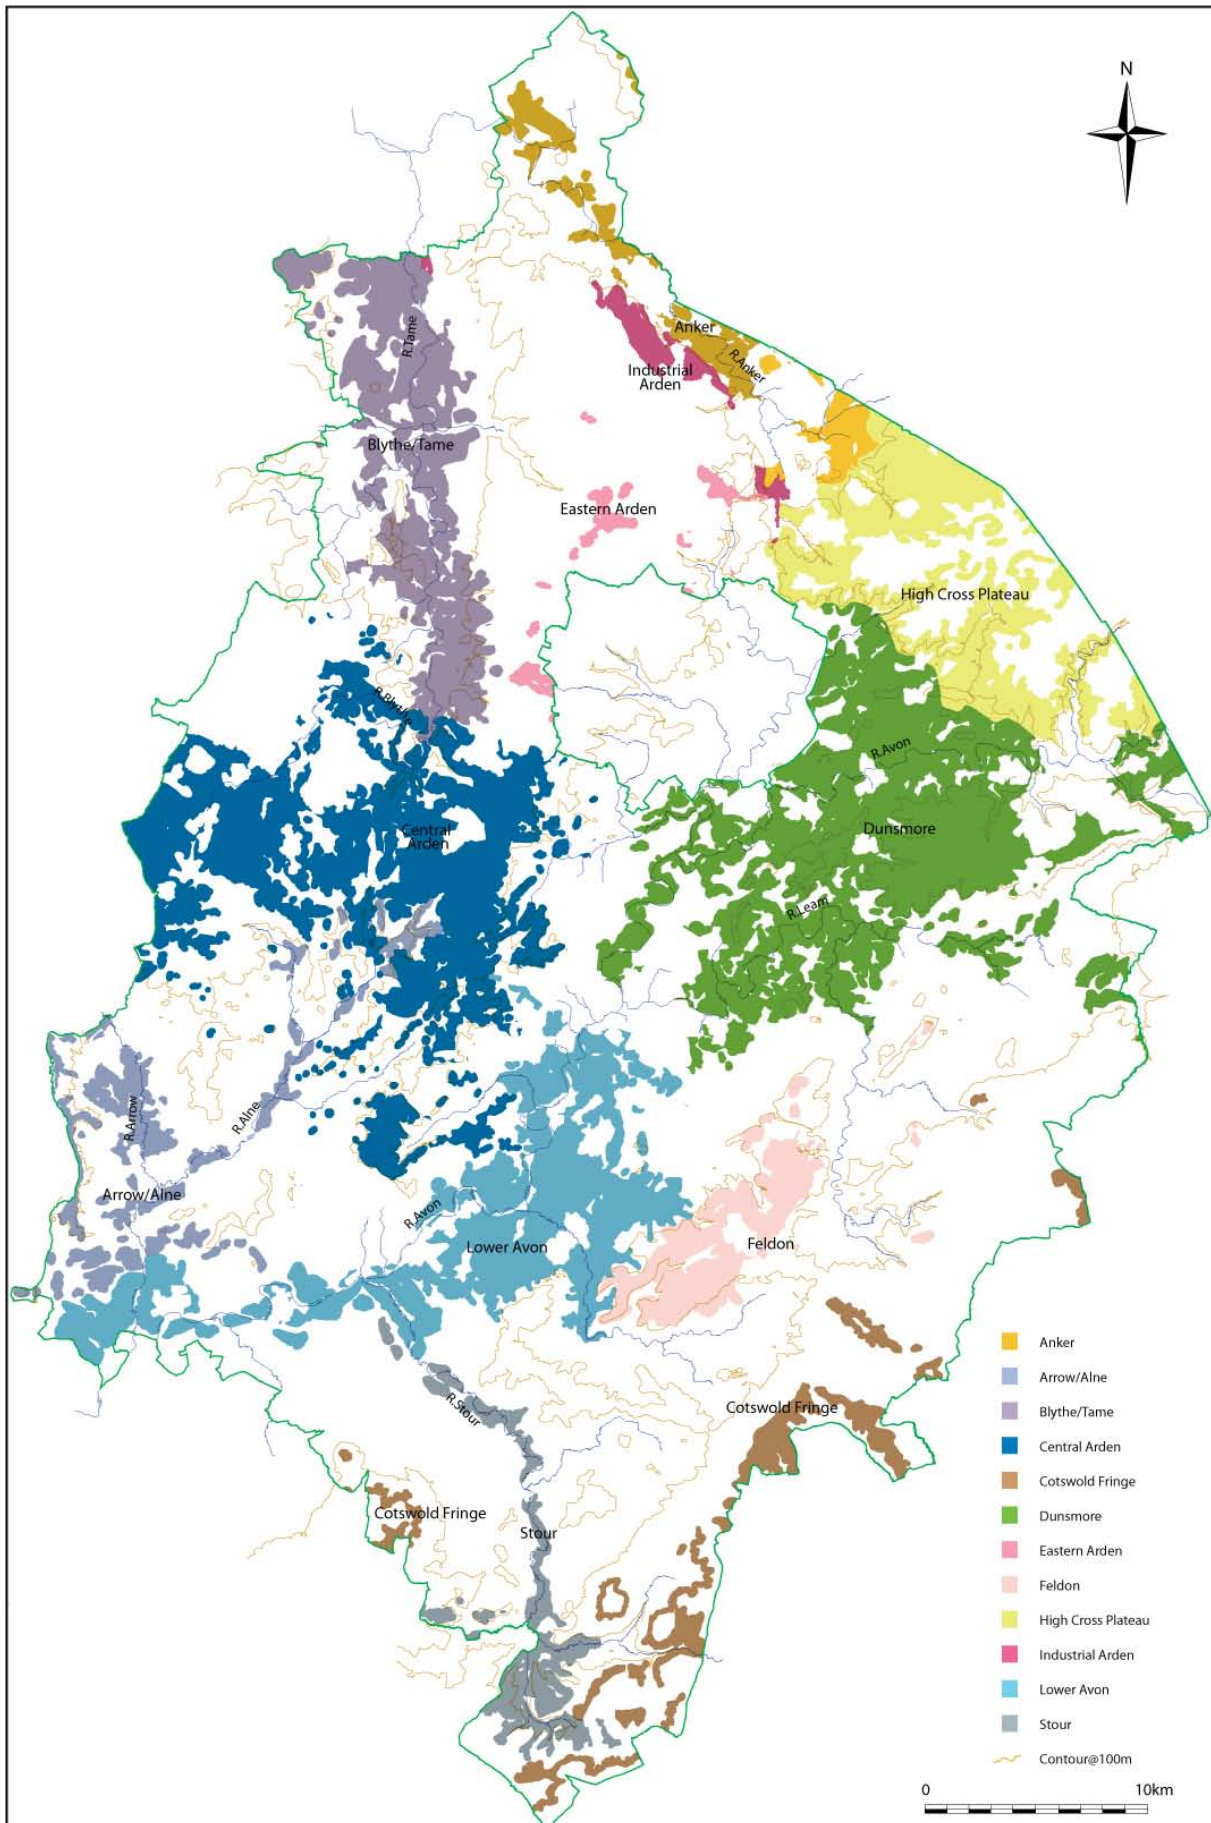 N
R.Tame
Anker
R.Anker
Industrial
Arden
Blythe/Tame
Eastern Arden
High Cross Plateau
R.Blythe
R.Avon
Central
Arden
Dunsmore
R.Leam
R.Arrow
R.Alne
Arrow/Alne
R.Avon
Lower Avon
Feldon
R.Stour
Cotswold Fringe
Cotswold Fringe
Stour
Anker
Arrow/Alne
Blythe/Tame
Central Arden
Cotswold Fringe
Dunsmore
Eastern Arden
Feldon
High Cross Plateau
Industrial Arden
Lower Avon
Stour
Contour@100m
0 10km